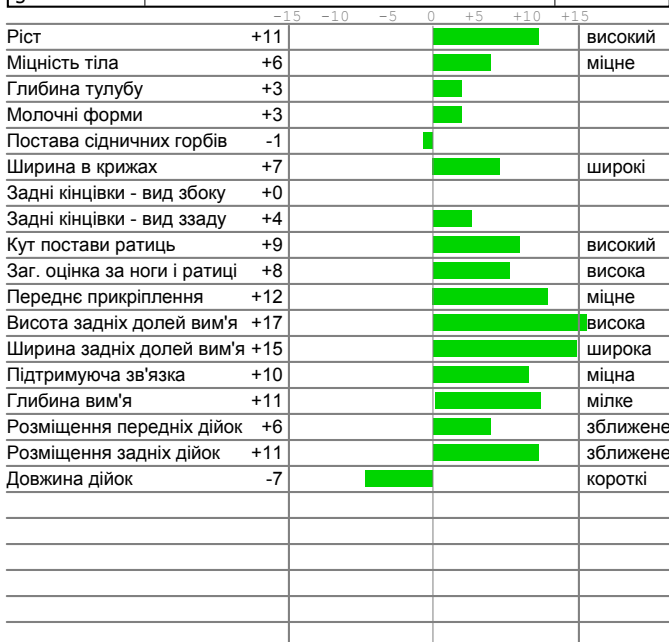 -15 -10 -5 0 +5 +10 +15
Ріст +11 високий
Міцність тіла +6 міцне
Глибина тулубу +3
Молочні форми +3
Постава сідничних горбів -1
Ширина в крижах +7 широкі
Задні кінцівки - вид збоку +0
Задні кінцівки - вид ззаду +4
Кут постави ратиць +9 високий
Заг. оцінка за ноги і ратиці +8 висока
Переднє прикріплення +12 міцне
Висота задніх долей вим'я +17 висока
Ширина задніх долей вим'я +15 широка
Підтримуюча зв'язка +10 міцна
Глибина вим'я +11 мілке
Розміщення передніх дійок +6 зближене
Розміщення задніх дійок +11 зближене
Довжина дійок -7 короткі